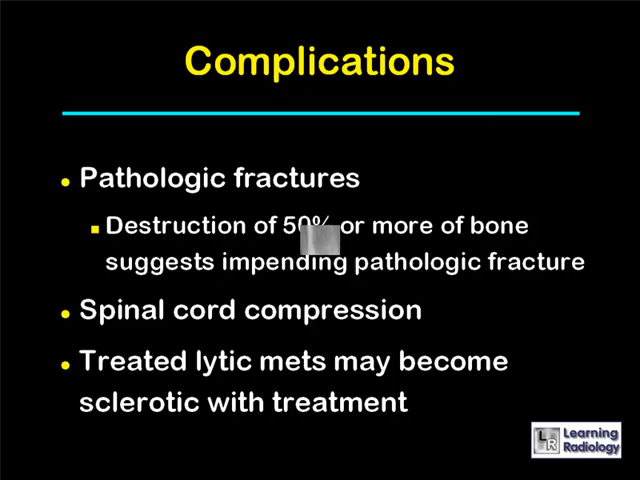 Complications
Pathologic fractures
Destruction of 50% or more of bone
suggests impending pathologic fracture
Spinal cord compression
Treated lytic mets may become
sclerotic with treatment
LR Learning
Radiology